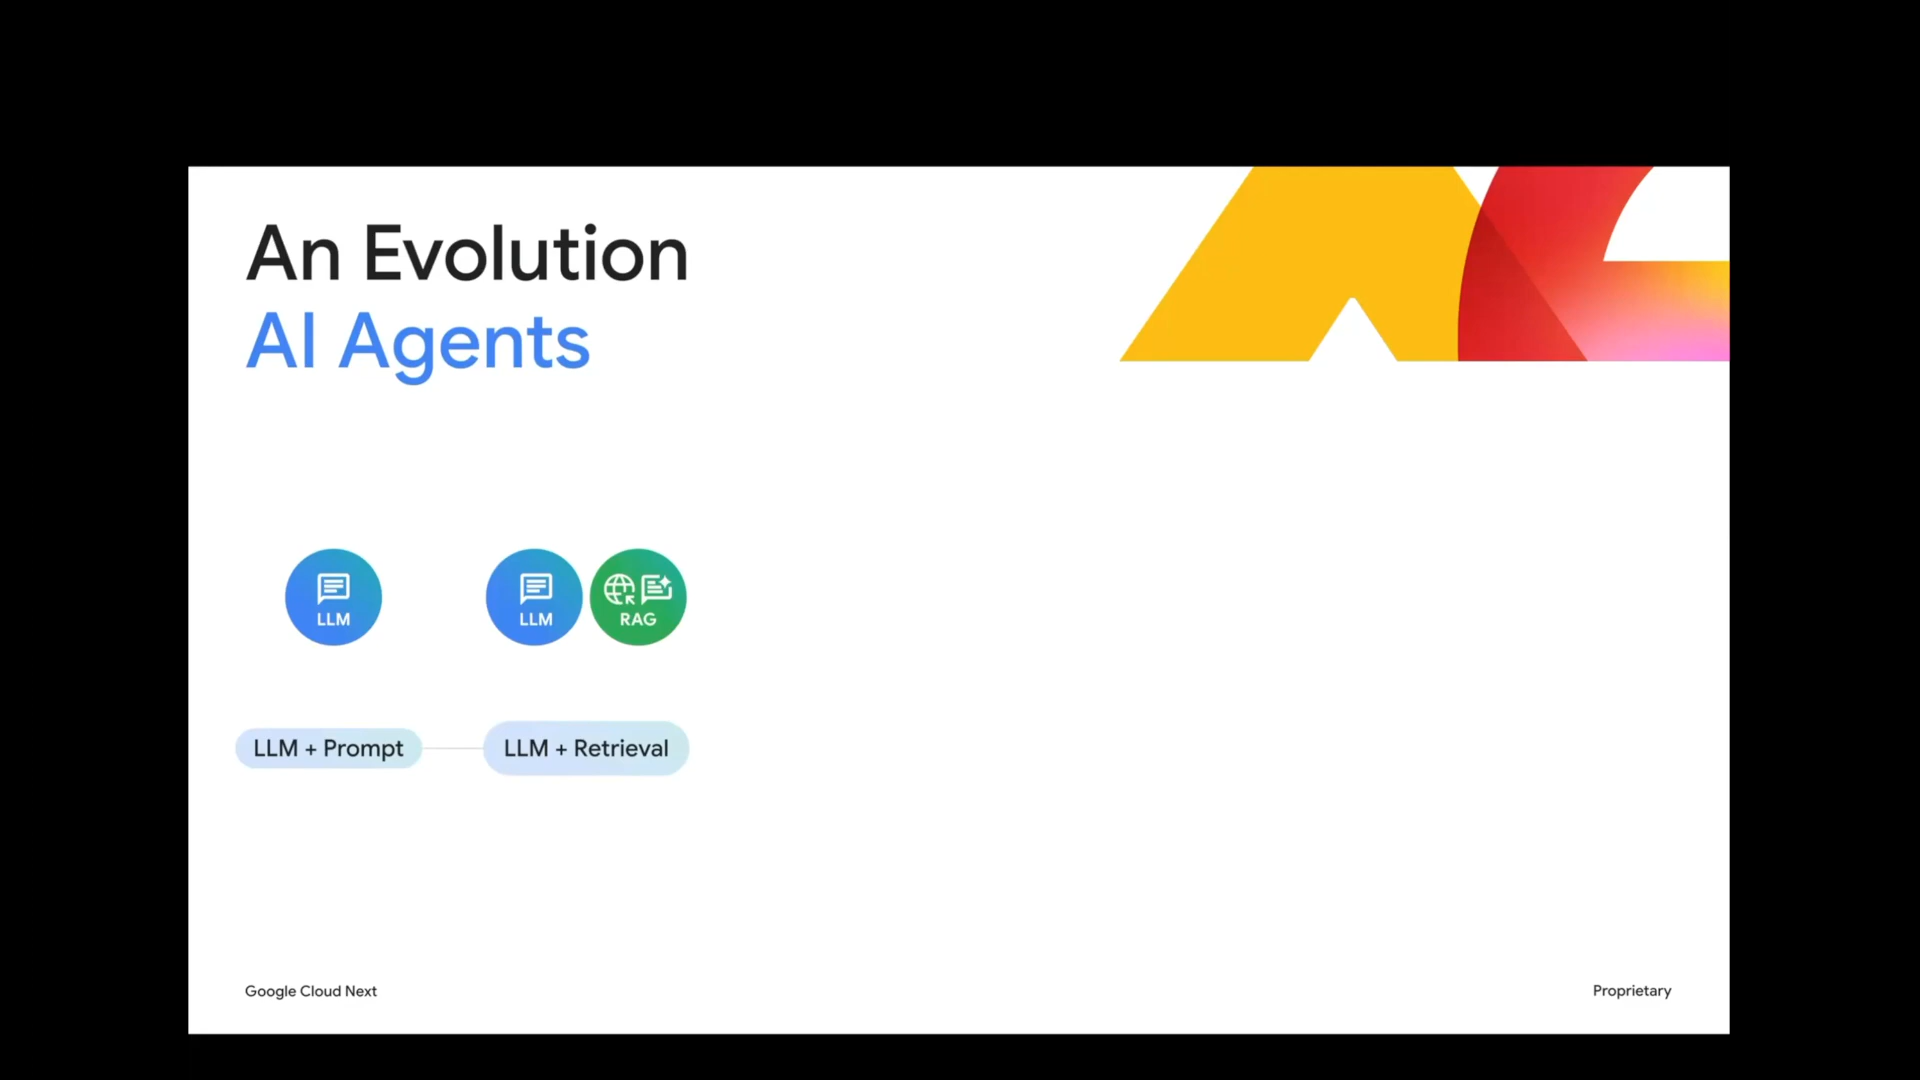 An Evolution
AI Agents
LLM
LLM
RAG
LLM + Prompt
LLM + Retrieval
Google Cloud Next
Proprietary